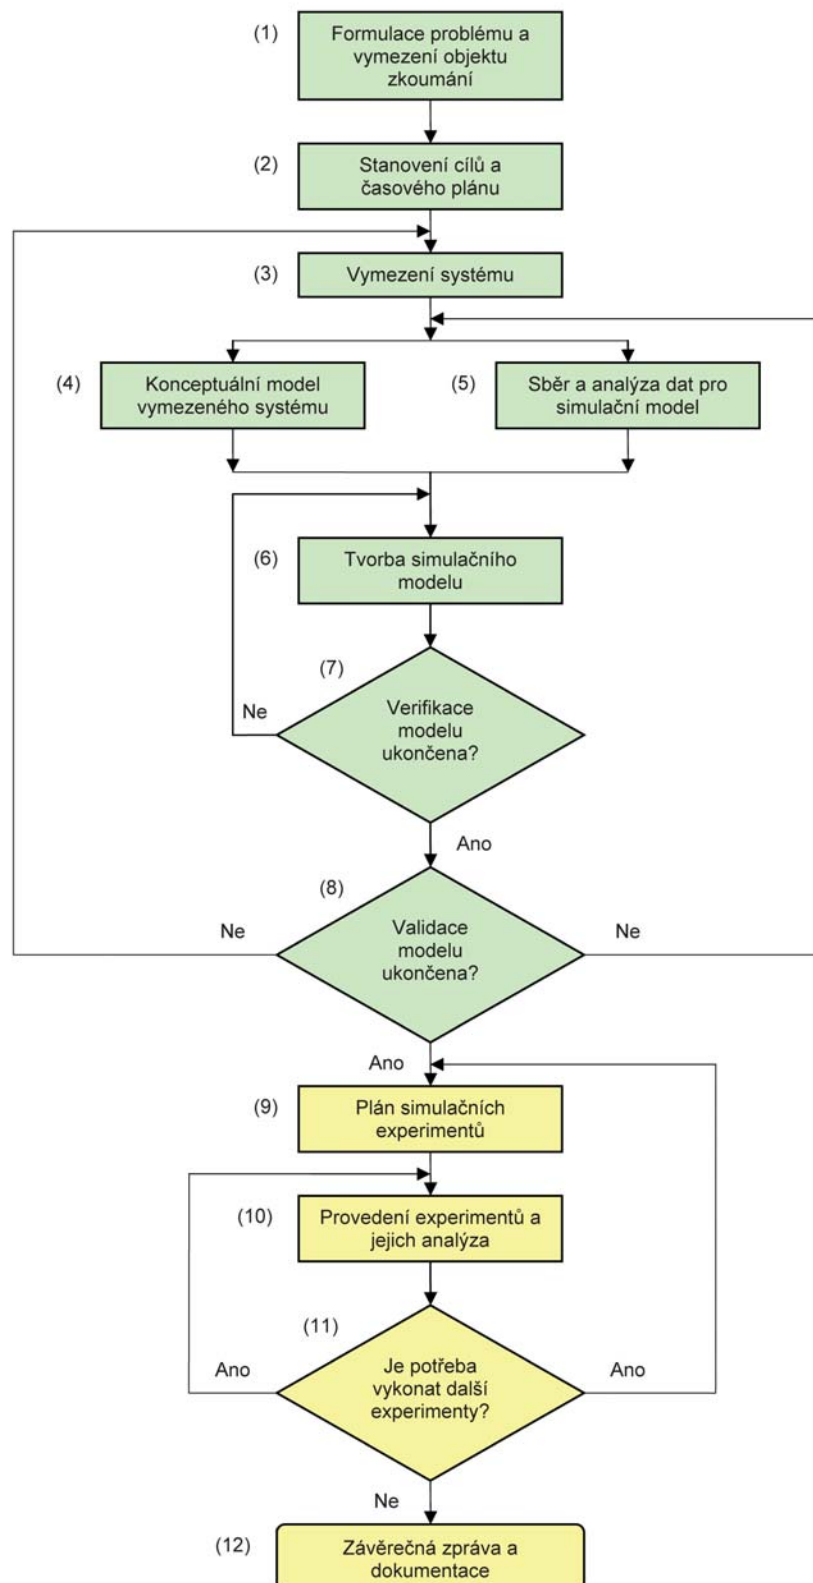 (1)
Formulace problému a
vymezení objektu
zkoumání
(2)
Stanovení cílů a
časového plánu
(3)
Vymezení systému
(4)
Konceptuální model
vymezeného systému
(5)
Sběr a analýza dat pro
simulační model
(6)
Tvorba simulačního
modelu
(7)
Verifikace
modelu
ukončena?
Ne
Ano
(8)
Validace
modelu
ukončena?
Ne
Ne
Ano
(9)
Plán simulačních
experimentů
(10)
Provedení experimentů a
jejich analýza
(11)
Je potřeba
vykonat další
experimenty?
Ano
Ano
Ne
(12)
Závěrečná zpráva a
dokumentace